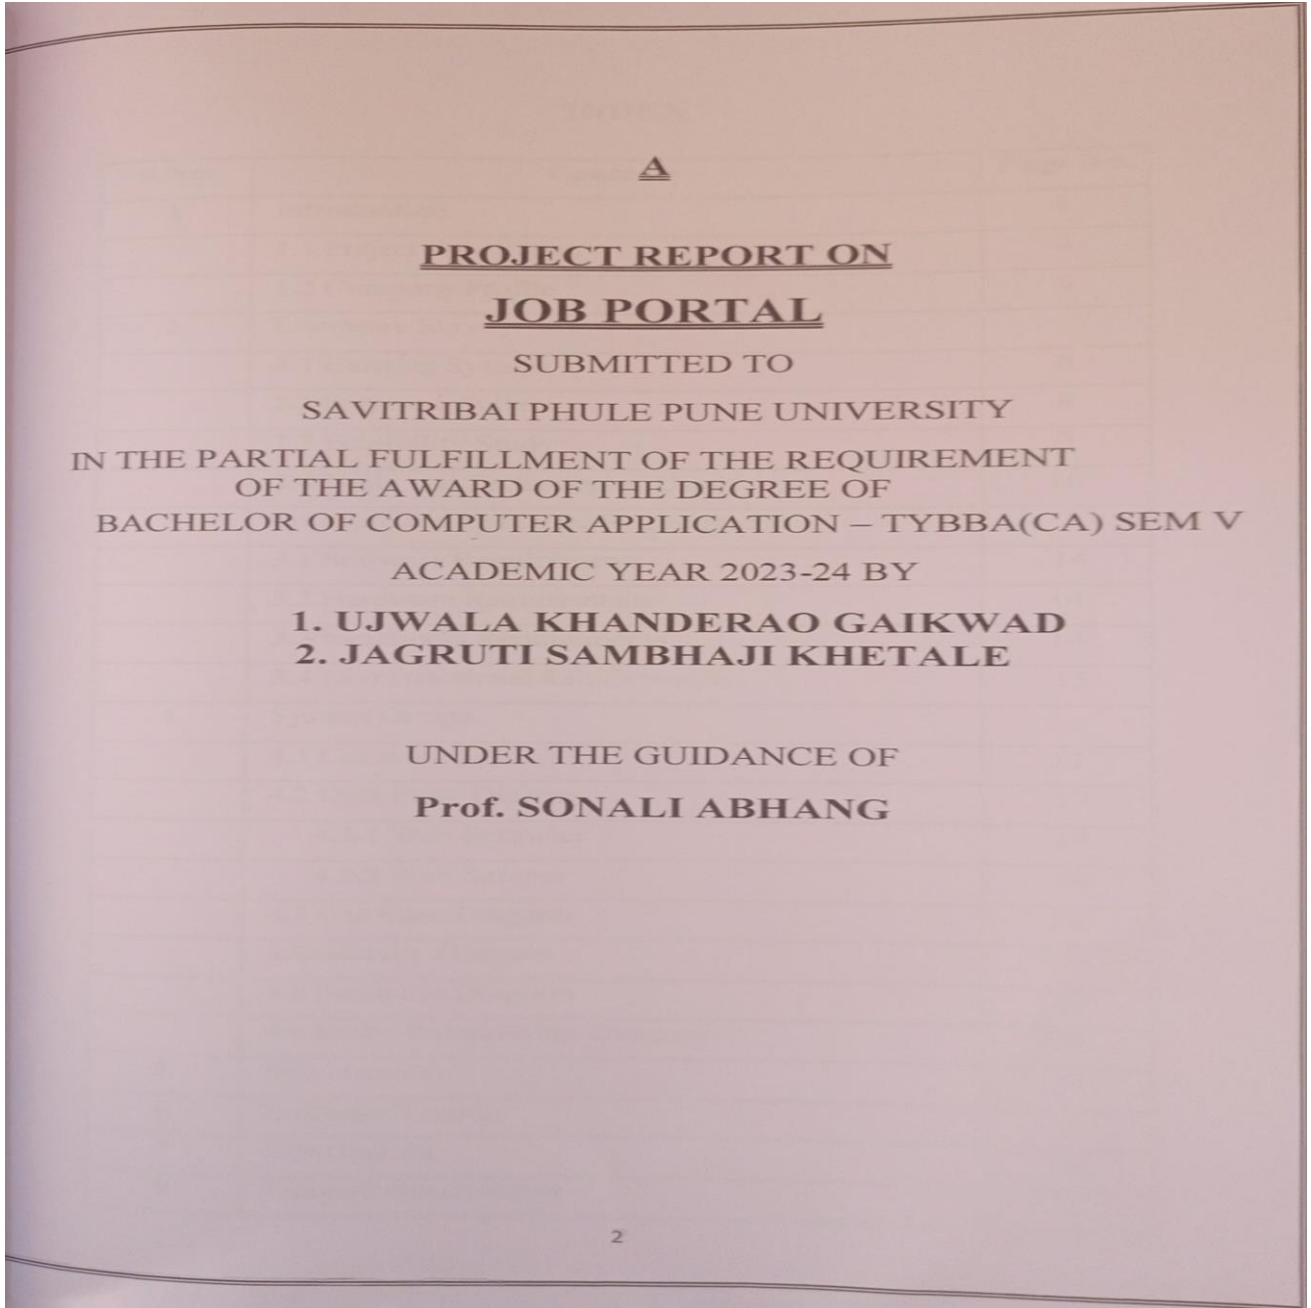 A
PROJECT REPORT ON
JOB PORTAL
SUBMITTED TO
SAVITRIBAI PHULE PUNE UNIVERSITY
IN THE PARTIAL FULFILLMENT OF THE REQUIREMENT
OF THE AWARD OF THE DEGREE OF
BACHELOR OF COMPUTER APPLICATION – TYBBA(CA) SEM V
ACADEMIC YEAR 2023-24 BY
1. UJWALA KHANDERAO GAIKWAD
2. JAGRUTI SAMBHAJI KHETALE
UNDER THE GUIDANCE OF
Prof. SONALI ABHANG
2